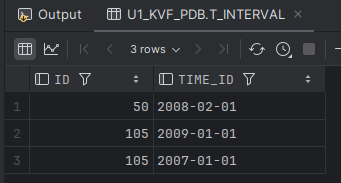 Output U1_KVF_PDB.T_INTERVAL
3 rows
ID TIME_ID
1 50 2008-02-01
2 105 2009-01-01
3 105 2007-01-01